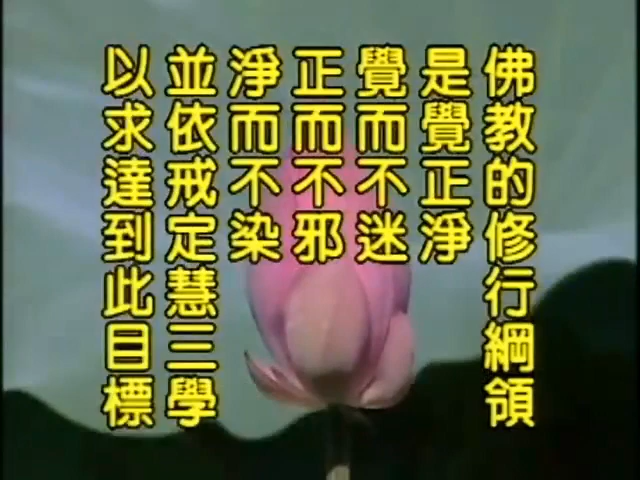 佛教的修行綱領
是覺正淨
覺而不迷
正而不邪
淨而不染
並依戒定慧三學
以求達到此目標